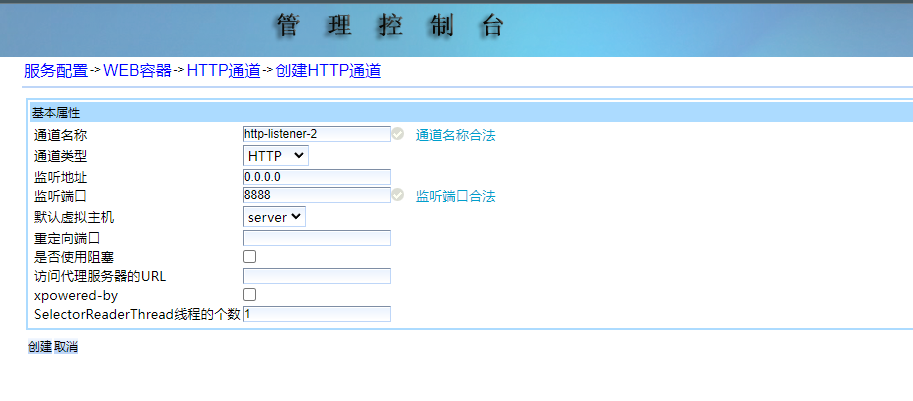 管理控制台
服务配置->WEB容器->HTTP通道->创建HTTP通道
基本属性
通道名称 http-listener-2 通道名称合法
通道类型 HTTP
监听地址 0.0.0.0
监听端口 8888 监听端口合法
默认虚拟主机 server
重定向端口
是否使用阻塞
访问代理服务器的URL
xpowered-by
SelectorReaderThread线程的个数 1
创建 取消